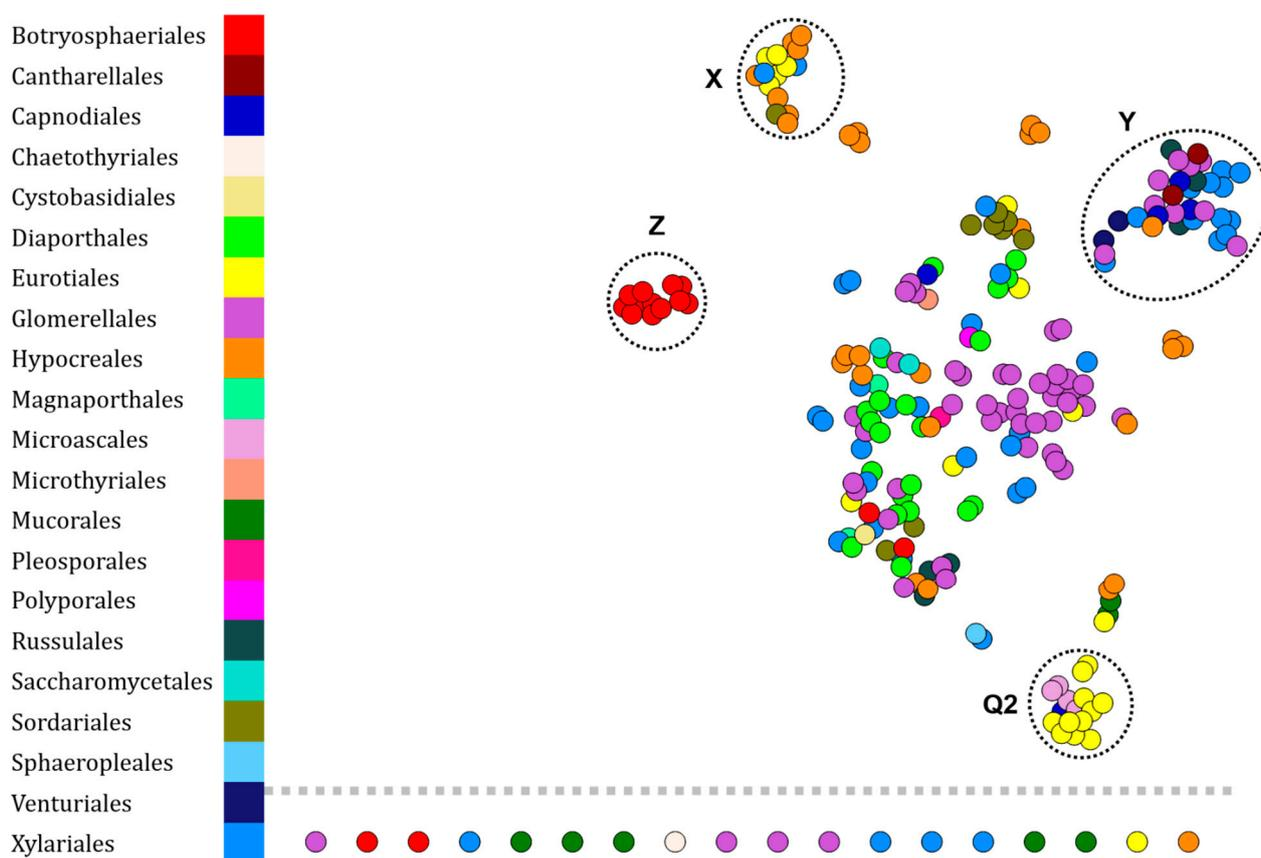 Botryosphaeriales
Cantharellales
Capnodiales
Chaetothyriales
Cystobasidiales
Diaporthales
Eurotiales
Glomerellales
Hypocreales
Magnaporthales
Microascales
Microthyriales
Mucorales
Pleosporales
Polyporales
Russulales
Saccharomycetales
Sordariales
Sphaeropleales
Venturiales
Xylariales
X
Y
Z
Q2